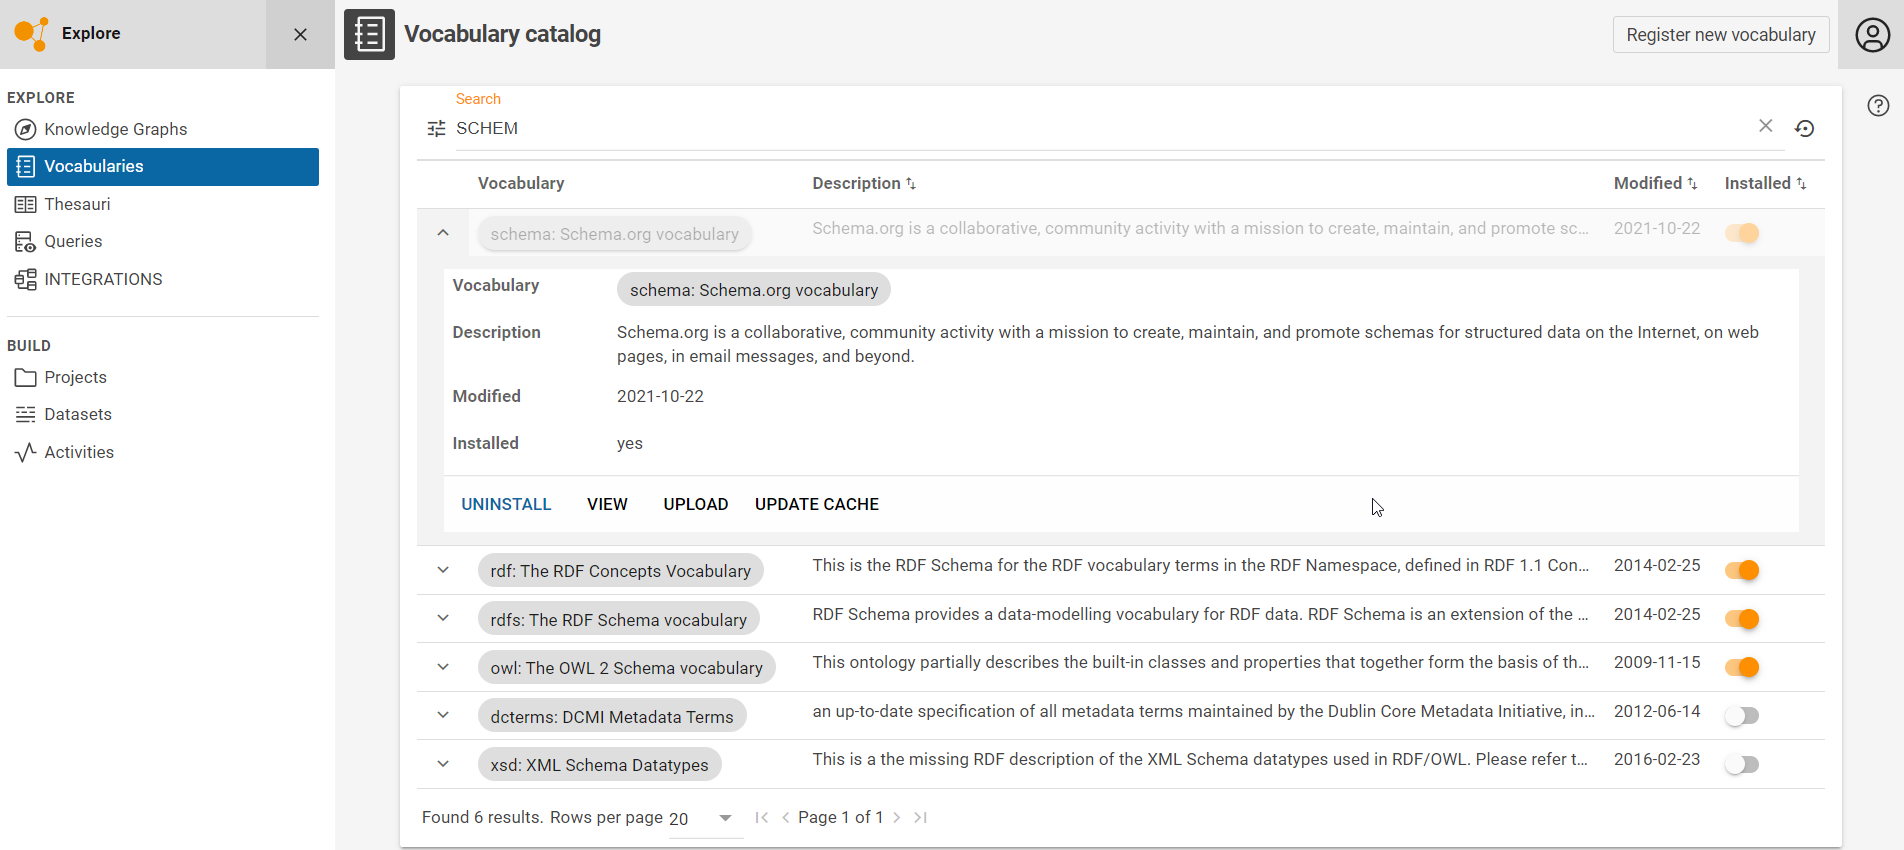 Explore
Vocabulary catalog
Register new vocabulary
EXPLORE
Knowledge Graphs
Vocabularies
Thesauri
Queries
INTEGRATIONS
BUILD
Projects
Datasets
Activities
Search
SCHEM
Vocabulary Description Modified Installed
schema: Schema.org vocabulary Schema.org is a collaborative, community activity with a mission to create, maintain, and promote sc... 2021-10-22
Vocabulary schema: Schema.org vocabulary
Description Schema.org is a collaborative, community activity with a mission to create, maintain, and promote schemas for structured data on the Internet, on web
pages, in email messages, and beyond.
Modified 2021-10-22
Installed yes
UNINSTALL VIEW UPLOAD UPDATE CACHE
rdf: The RDF Concepts Vocabulary This is the RDF Schema for the RDF vocabulary terms in the RDF Namespace, defined in RDF 1.1 Con... 2014-02-25
rdfs: The RDF Schema vocabulary RDF Schema provides a data-modelling vocabulary for RDF data. RDF Schema is an extension of the ... 2014-02-25
owl: The OWL 2 Schema vocabulary This ontology partially describes the built-in classes and properties that together form the basis of th... 2009-11-15
dcterms: DCMI Metadata Terms an up-to-date specification of all metadata terms maintained by the Dublin Core Metadata Initiative, in... 2012-06-14
xsd: XML Schema Datatypes This is a the missing RDF description of the XML Schema datatypes used in RDF/OWL. Please refer t... 2016-02-23
Found 6 results. Rows per page 20 Page 1 of 1